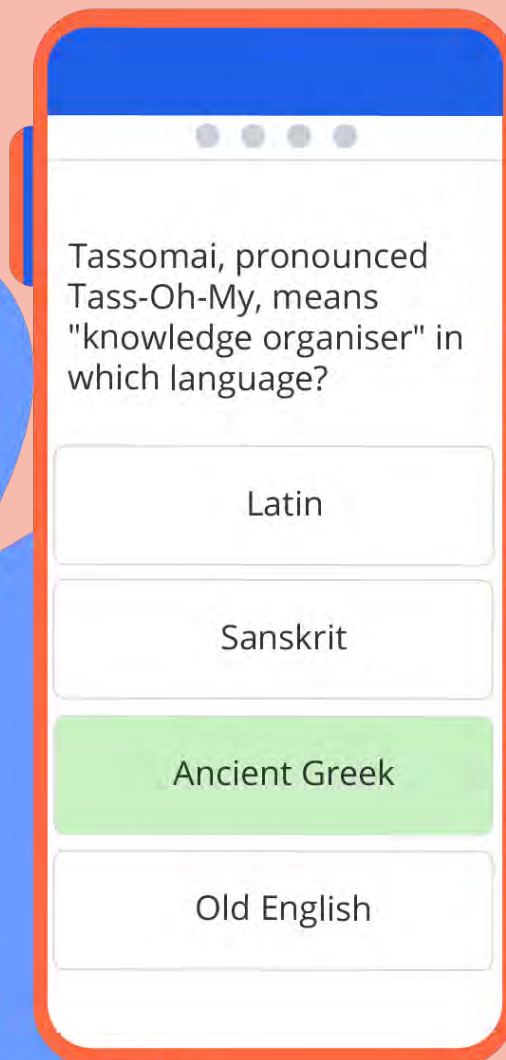 Tassomai, pronounced
Tass-Oh-My, means
"knowledge organiser" in
which language?
Latin
Sanskrit
Ancient Greek
Old English